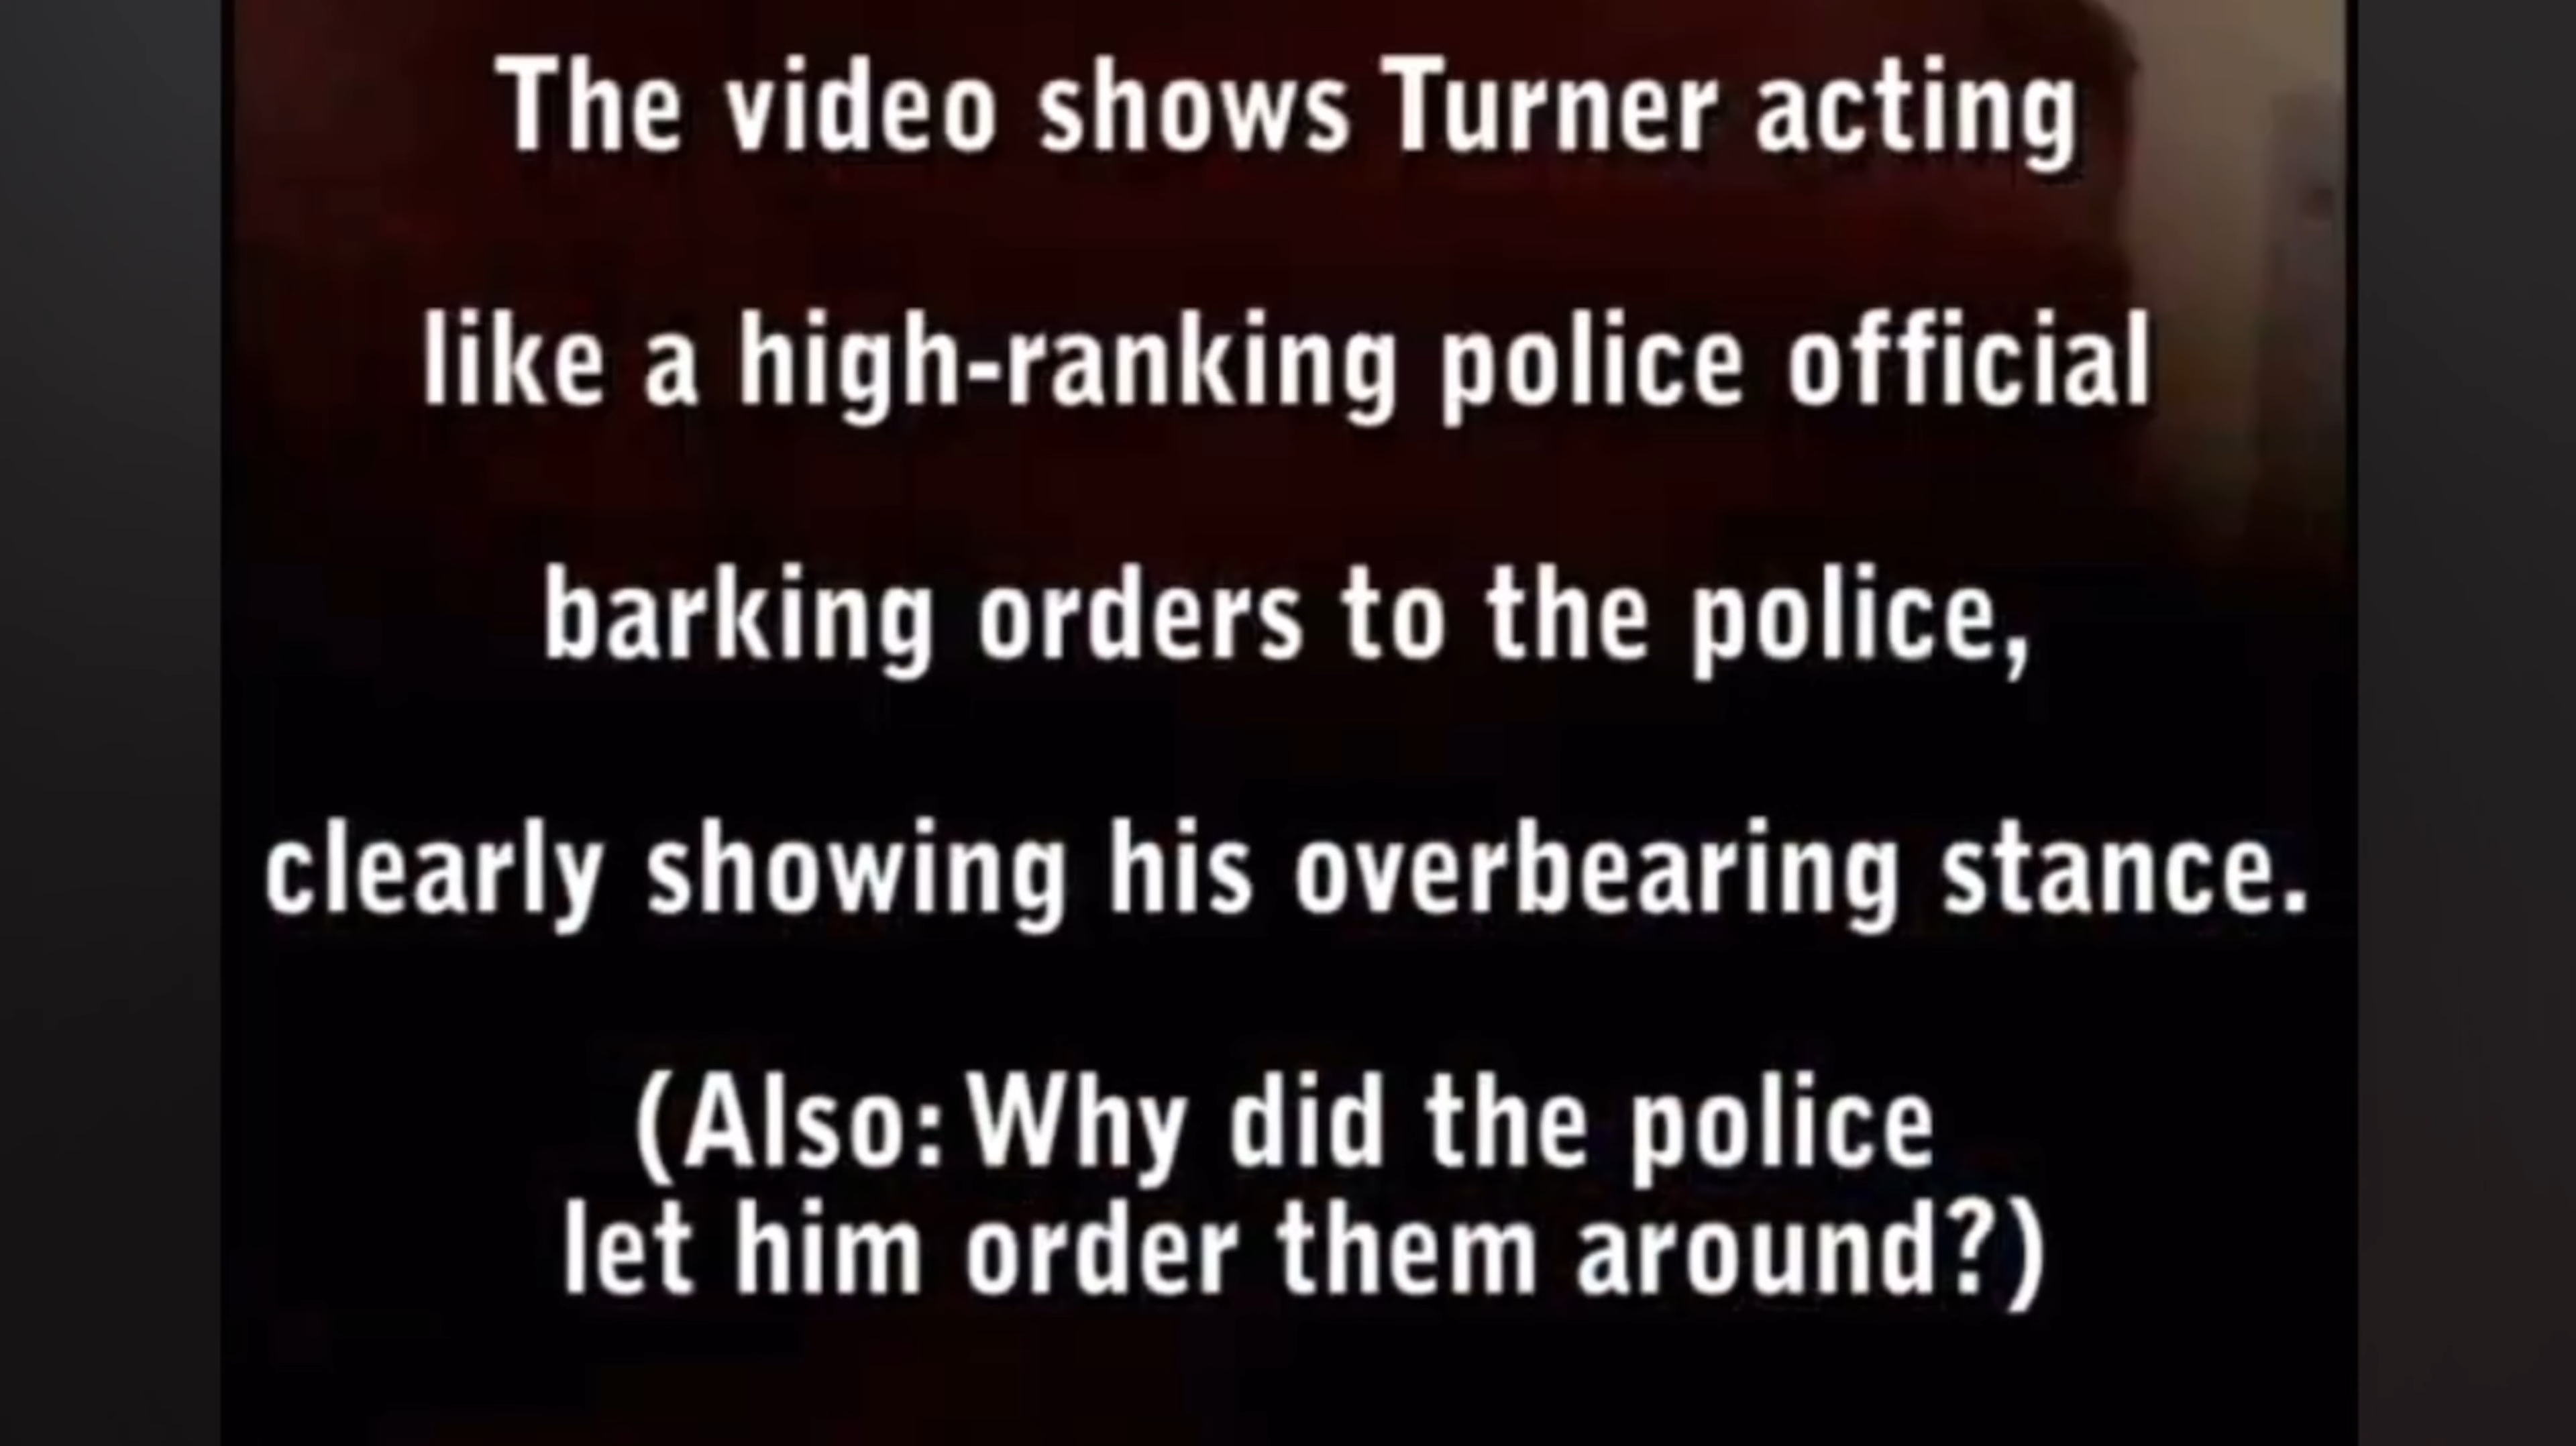 The video shows Turner acting
like a high-ranking police official
barking orders to the police,
clearly showing his overbearing stance.
(Also: Why did the police
let him order them around?)